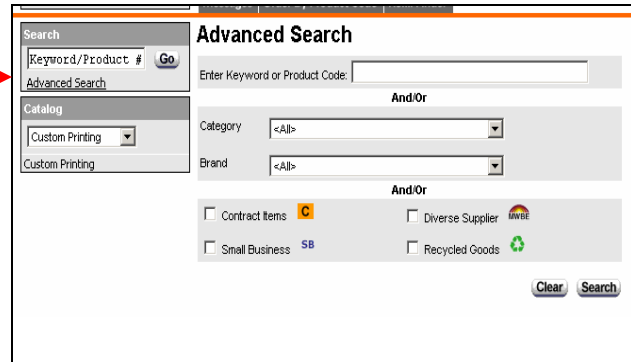 Search
Keyword/Product # Go
Advanced Search
Catalog
Custom Printing
Custom Printing
Advanced Search
Enter Keyword or Product Code:
And/Or
Category <All>
Brand <All>
And/Or
Contract Items C Diverse Supplier MWBE
Small Business SB Recycled Goods
Clear Search